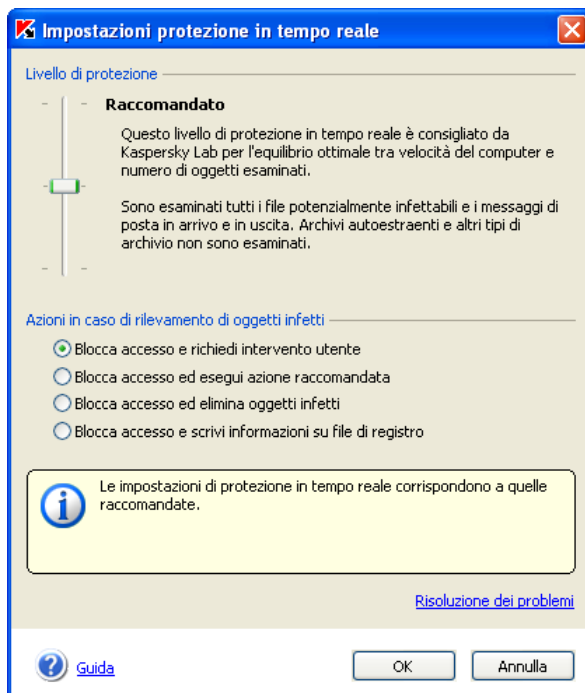 Impostazioni protezione in tempo reale
Livello di protezione
Raccomandato
Questo livello di protezione in tempo reale è consigliato da
Kaspersky Lab per l'equilibrio ottimale tra velocità del computer e
numero di oggetti esaminati.
Sono esaminati tutti i file potenzialmente infettabili e i messaggi di
posta in arrivo e in uscita. Archivi autoestraenti e altri tipi di
archivio non sono esaminati.
Azioni in caso di rilevamento di oggetti infetti
Blocca accesso e richiedi intervento utente
Blocca accesso ed esegui azione raccomandata
Blocca accesso ed elimina oggetti infetti
Blocca accesso e scrivi informazioni su file di registro
Le impostazioni di protezione in tempo reale corrispondono a quelle
raccomandate.
Risoluzione dei problemi
Guida
OK
Annulla